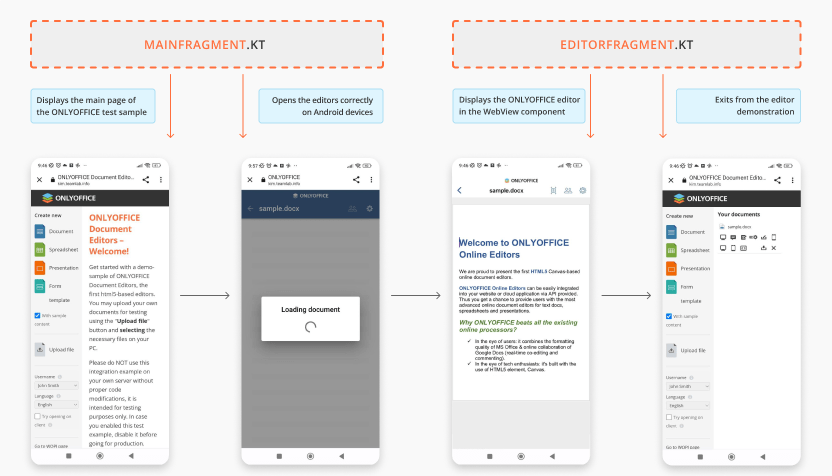 MAINFRAGMENT.KT
EDITORFRAGMENT.KT
Displays the main page of
the ONLYOFFICE test sample
Opens the editors correctly
on Android devices
Displays the ONLYOFFICE editor
in the WebView component
Exits from the editor
demonstration
9:46
ONLYOFFICE Document Edito...
kim.teamlab.info
ONLYOFFICE
Create new
Document
Spreadsheet
Presentation
Form
template
With sample
content
Upload file
Username
John Smith
Language
English
Try opening on
client
Go to WOPI page
ONLYOFFICE
Document
Editors –
Welcome!
Get started with a demo-
sample of ONLYOFFICE
Document Editors, the
first html5-based editors.
You may upload your own
documents for testing
using the "Upload file"
button and selecting the
necessary files on your
PC.
Please do NOT use this
integration example on
your own server without
proper code
modifications, it is
intended for testing
purposes only. In case
you enabled this test
example, disable it before
going for production.
9:57
ONLYOFFICE
kim.teamlab.info
ONLYOFFICE
sample.docx
Loading document
9:46
ONLYOFFICE
sample.docx
Welcome to ONLYOFFICE
Online Editors
We are proud to present the first HTML5 Canvas-based
online document editors.
ONLYOFFICE Online Editors can be easily integrated
into your website or cloud application via API provided.
Thus you get a chance to provide users with the most
advanced online document editors for text docs,
spreadsheets and presentations.
Why ONLYOFFICE beats all the existing
online processors?
In the eye of users: it combines the formatting
quality of MS Office & online collaboration of
Google Docs (real-time co-editing and
commenting).
In the eye of tech enthusiasts: it's built with the
use of HTML5 element, Canvas.
9:46
ONLYOFFICE Document Edito...
kim.teamlab.info
ONLYOFFICE
Create new
Document
Spreadsheet
Presentation
Form
template
With sample
content
Upload file
Username
John Smith
Language
English
Try opening on
client
Go to WOPI page
Your documents
sample.docx